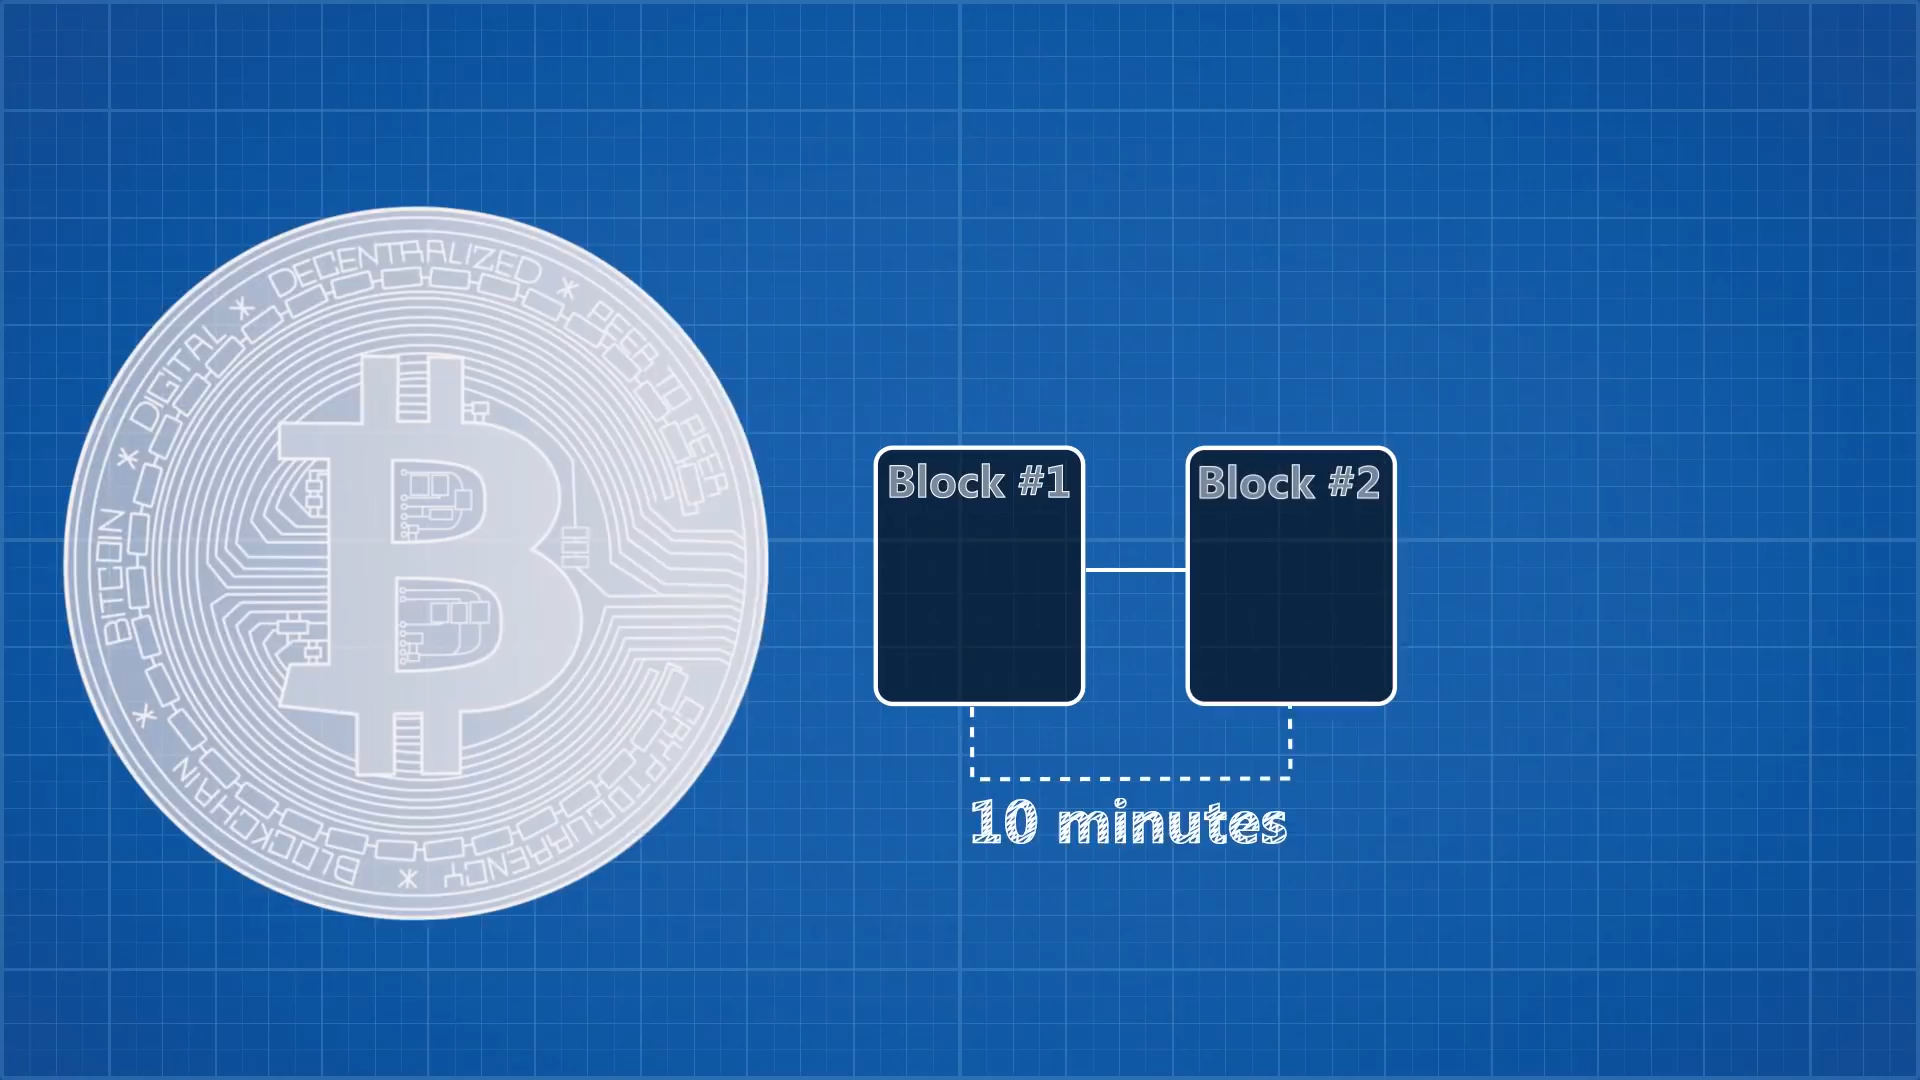 BITCOIN * DIGITAL * DECENTRALIZED * PEER TO PEER
CRYPTOCURRENCY * BLOCKCHAIN *
Block #1
Block #2
10 minutes